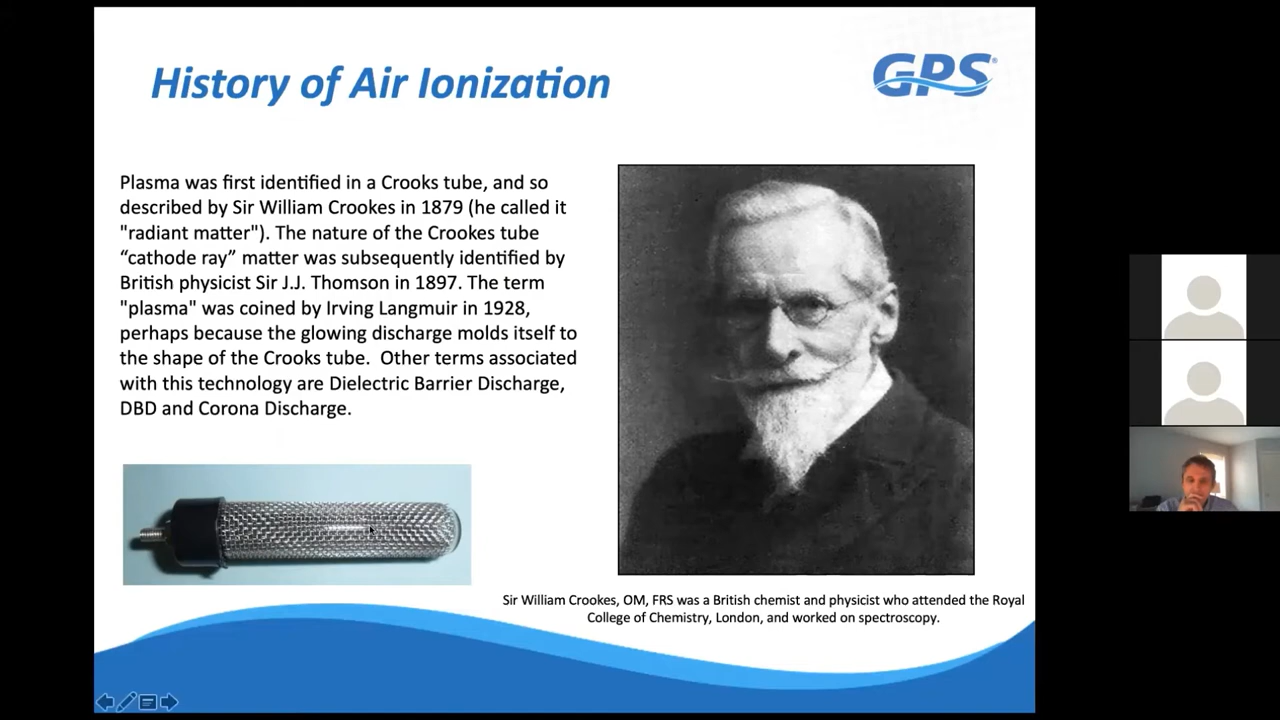 History of Air Ionization
GPS®
Plasma was first identified in a Crooks tube, and so
described by Sir William Crookes in 1879 (he called it
"radiant matter"). The nature of the Crookes tube
“cathode ray” matter was subsequently identified by
British physicist Sir J.J. Thomson in 1897. The term
"plasma" was coined by Irving Langmuir in 1928,
perhaps because the glowing discharge molds itself to
the shape of the Crooks tube. Other terms associated
with this technology are Dielectric Barrier Discharge,
DBD and Corona Discharge.
Sir William Crookes, OM, FRS was a British chemist and physicist who attended the Royal
College of Chemistry, London, and worked on spectroscopy.